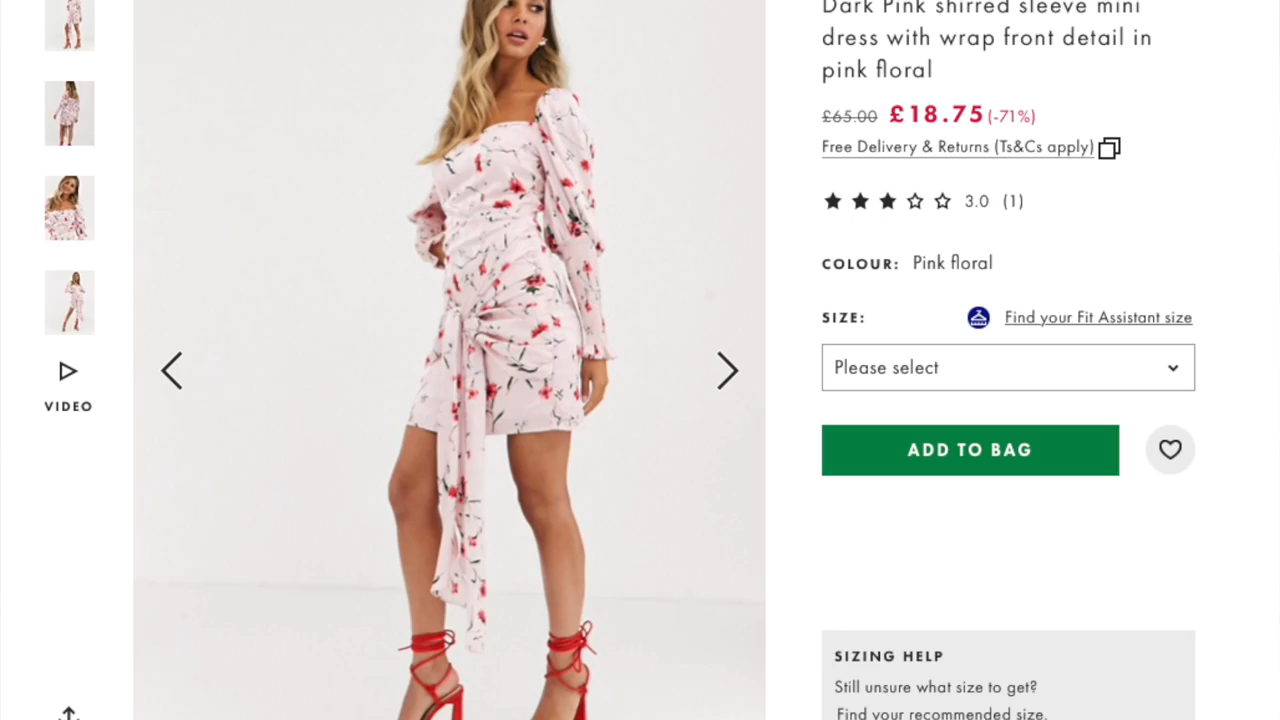 Dark Pink shirred sleeve mini
dress with wrap front detail in
pink floral
£65.00 £18.75 (-71%)
Free Delivery & Returns (Ts&Cs apply)
3.0 (1)
COLOUR: Pink floral
SIZE: Find your Fit Assistant size
Please select
VIDEO
ADD TO BAG
SIZING HELP
Still unsure what size to get?
Find your recommended size.